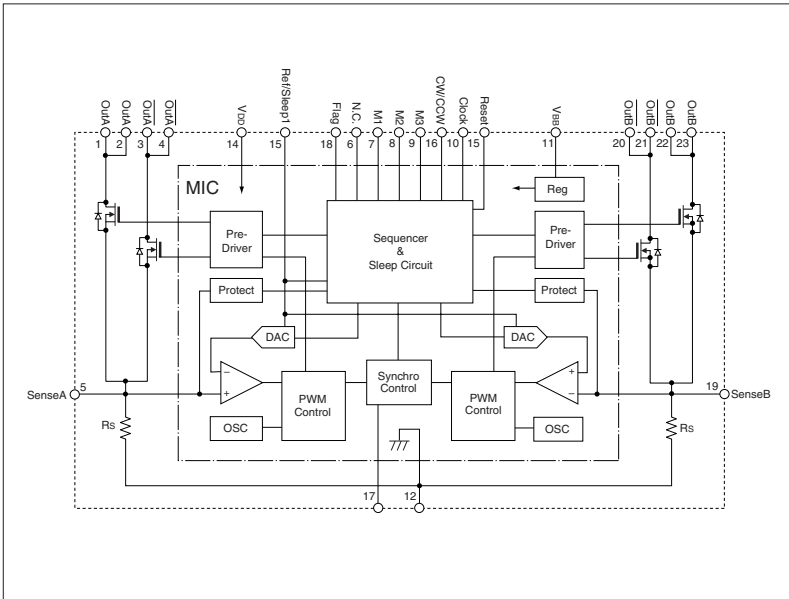 OutA
OutA
OutA
OutA
VDD
Ref/Sleep1
Flag
N.C.
M1
M2
M3
CW/CCW
Clock
Reset
VBB
OutB
OutB
OutB
OutB
1
2
3
4
14
15
18
6
7
8
9
16
10
15
11
20
21
22
23
MIC
Reg
Pre-
Driver
Sequencer
&
Sleep Circuit
Pre-
Driver
Protect
Protect
DAC
DAC
SenseA
5
−
+
PWM
Control
Synchro
Control
PWM
Control
+
−
19
SenseB
Rs
OSC
OSC
Rs
17
12